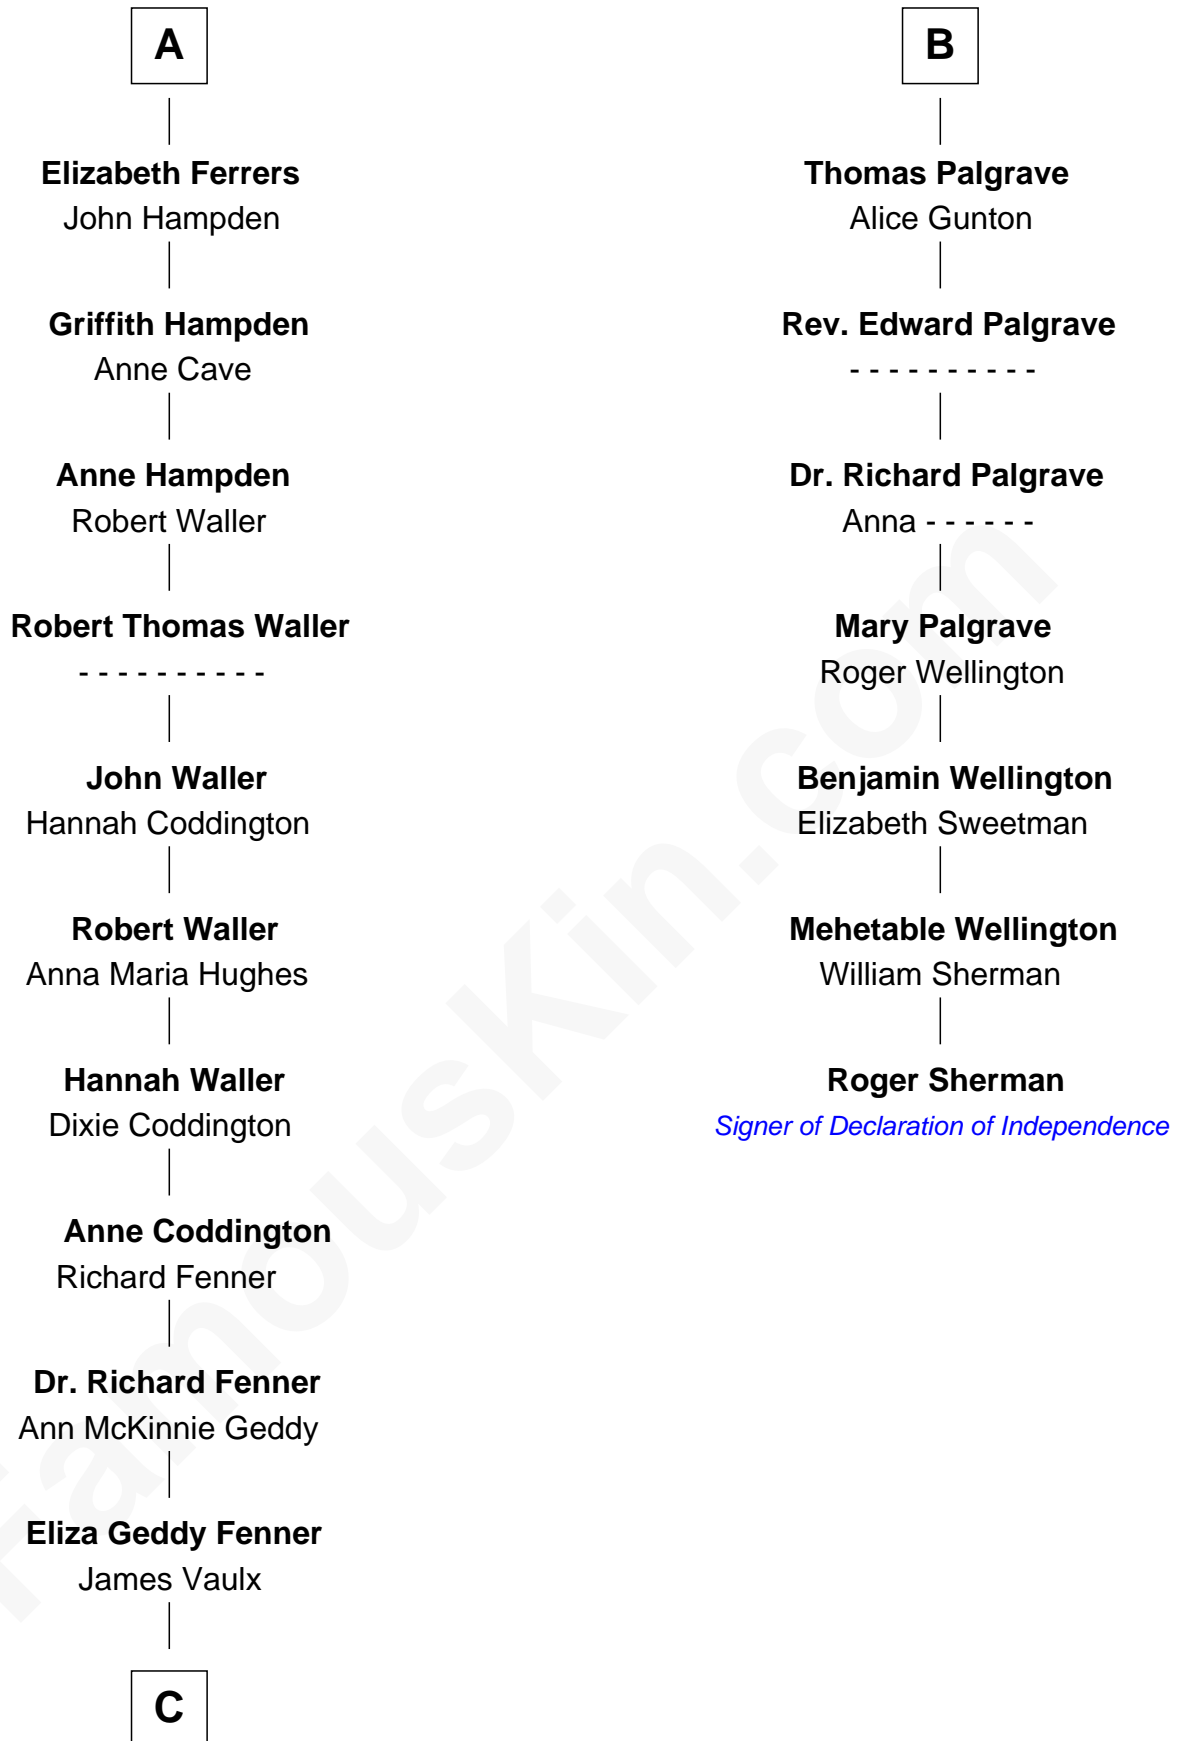 A
Elizabeth Ferrers
John Hampden
Griffith Hampden
Anne Cave
Anne Hampden
Robert Waller
Robert Thomas Waller
- - - - - - - - - -
John Waller
Hannah Coddington
Robert Waller
Anna Maria Hughes
Hannah Waller
Dixie Coddington
Anne Coddington
Richard Fenner
Dr. Richard Fenner
Ann McKinnie Geddy
Eliza Geddy Fenner
James Vaulx
C
B
Thomas Palgrave
Alice Gunton
Rev. Edward Palgrave
- - - - - - - - - -
Dr. Richard Palgrave
Anna - - - - - -
Mary Palgrave
Roger Wellington
Benjamin Wellington
Elizabeth Sweetman
Mehetable Wellington
William Sherman
Roger Sherman
Signer of Declaration of Independence
FamousKin.com